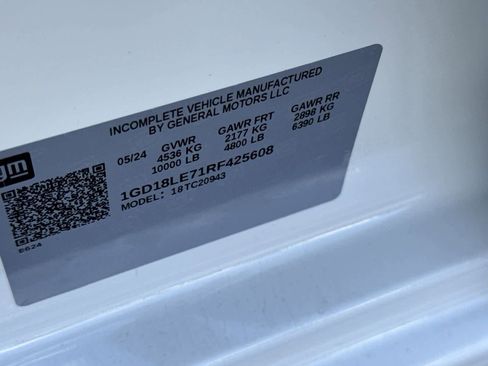 INCOMPLETE VEHICLE MANUFACTURED
BY GENERAL MOTORS LLC
gm
05/24 GVWR GAWR FRT GAWR RR
4536 KG 2177 KG 2898 KG
10000 LB 4800 LB 6390 LB
1GD18LE71RF425608
MODEL: 18TC20943
E624